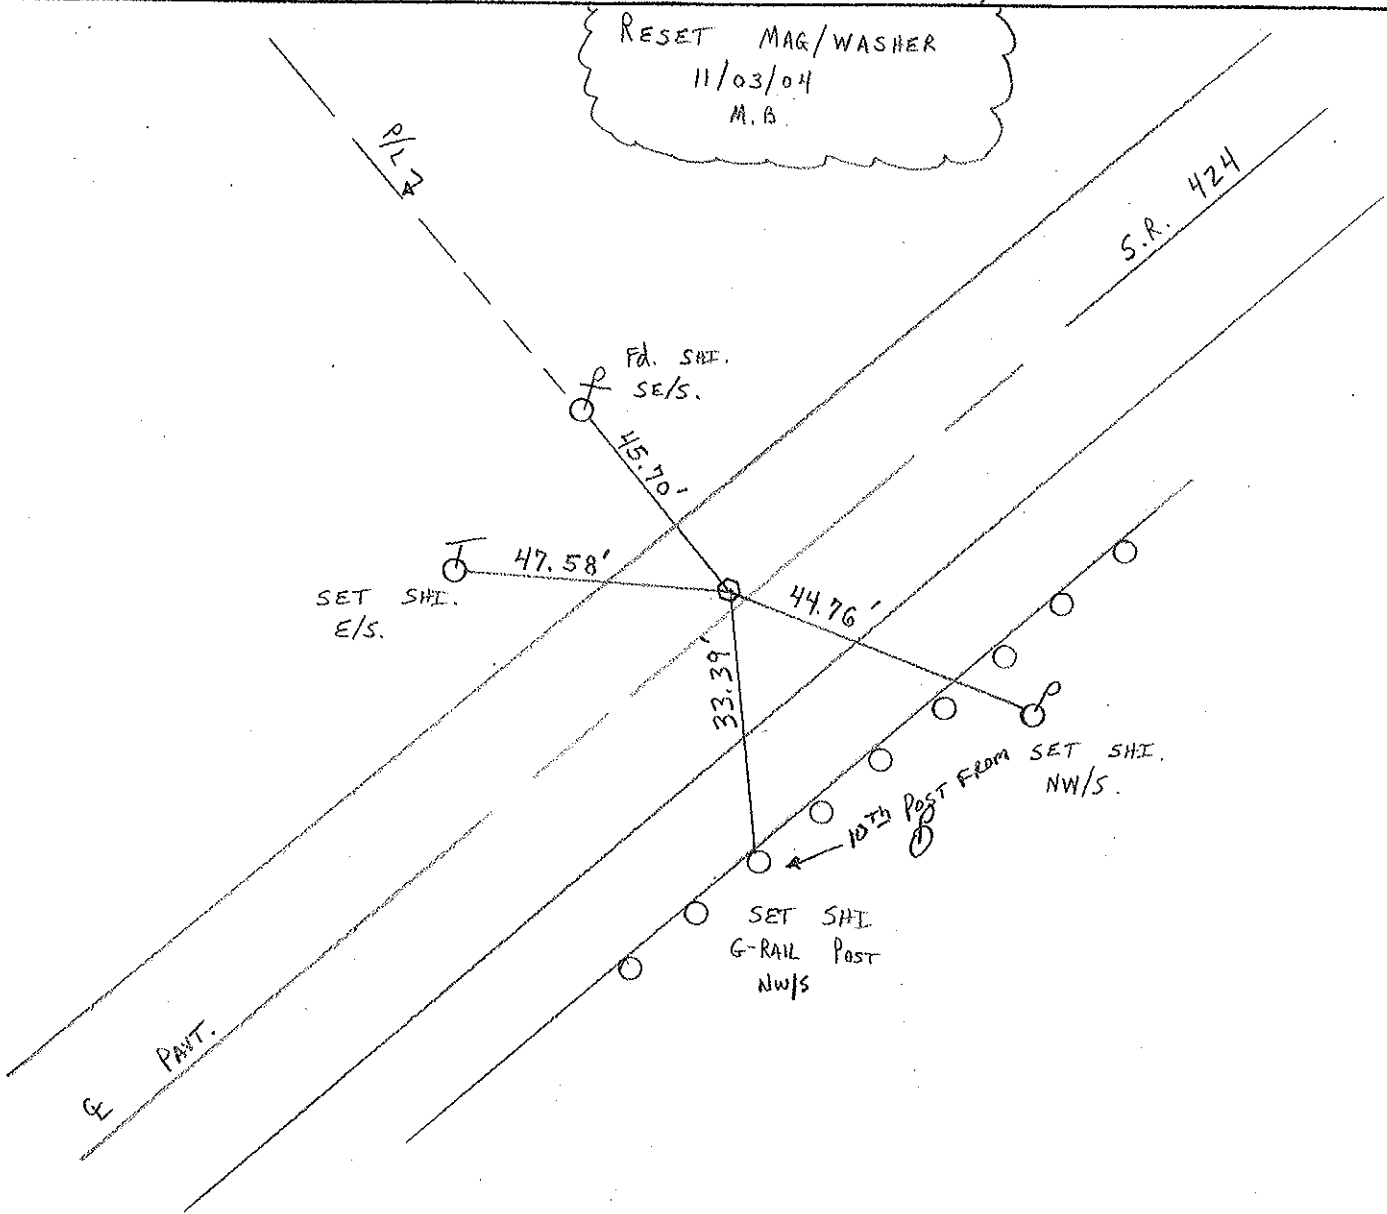 RESET MAG/WASHER
11/03/04
M.B.
P/L
S.R. 424
Fd. SHI.
SE/S.
45.70'
47.58'
SET SHI.
E/S.
44.76'
33.39'
10TH POST FROM
SET SHI.
NW/S.
SET SHI
G-RAIL POST
NW/S
PAVT.
℄